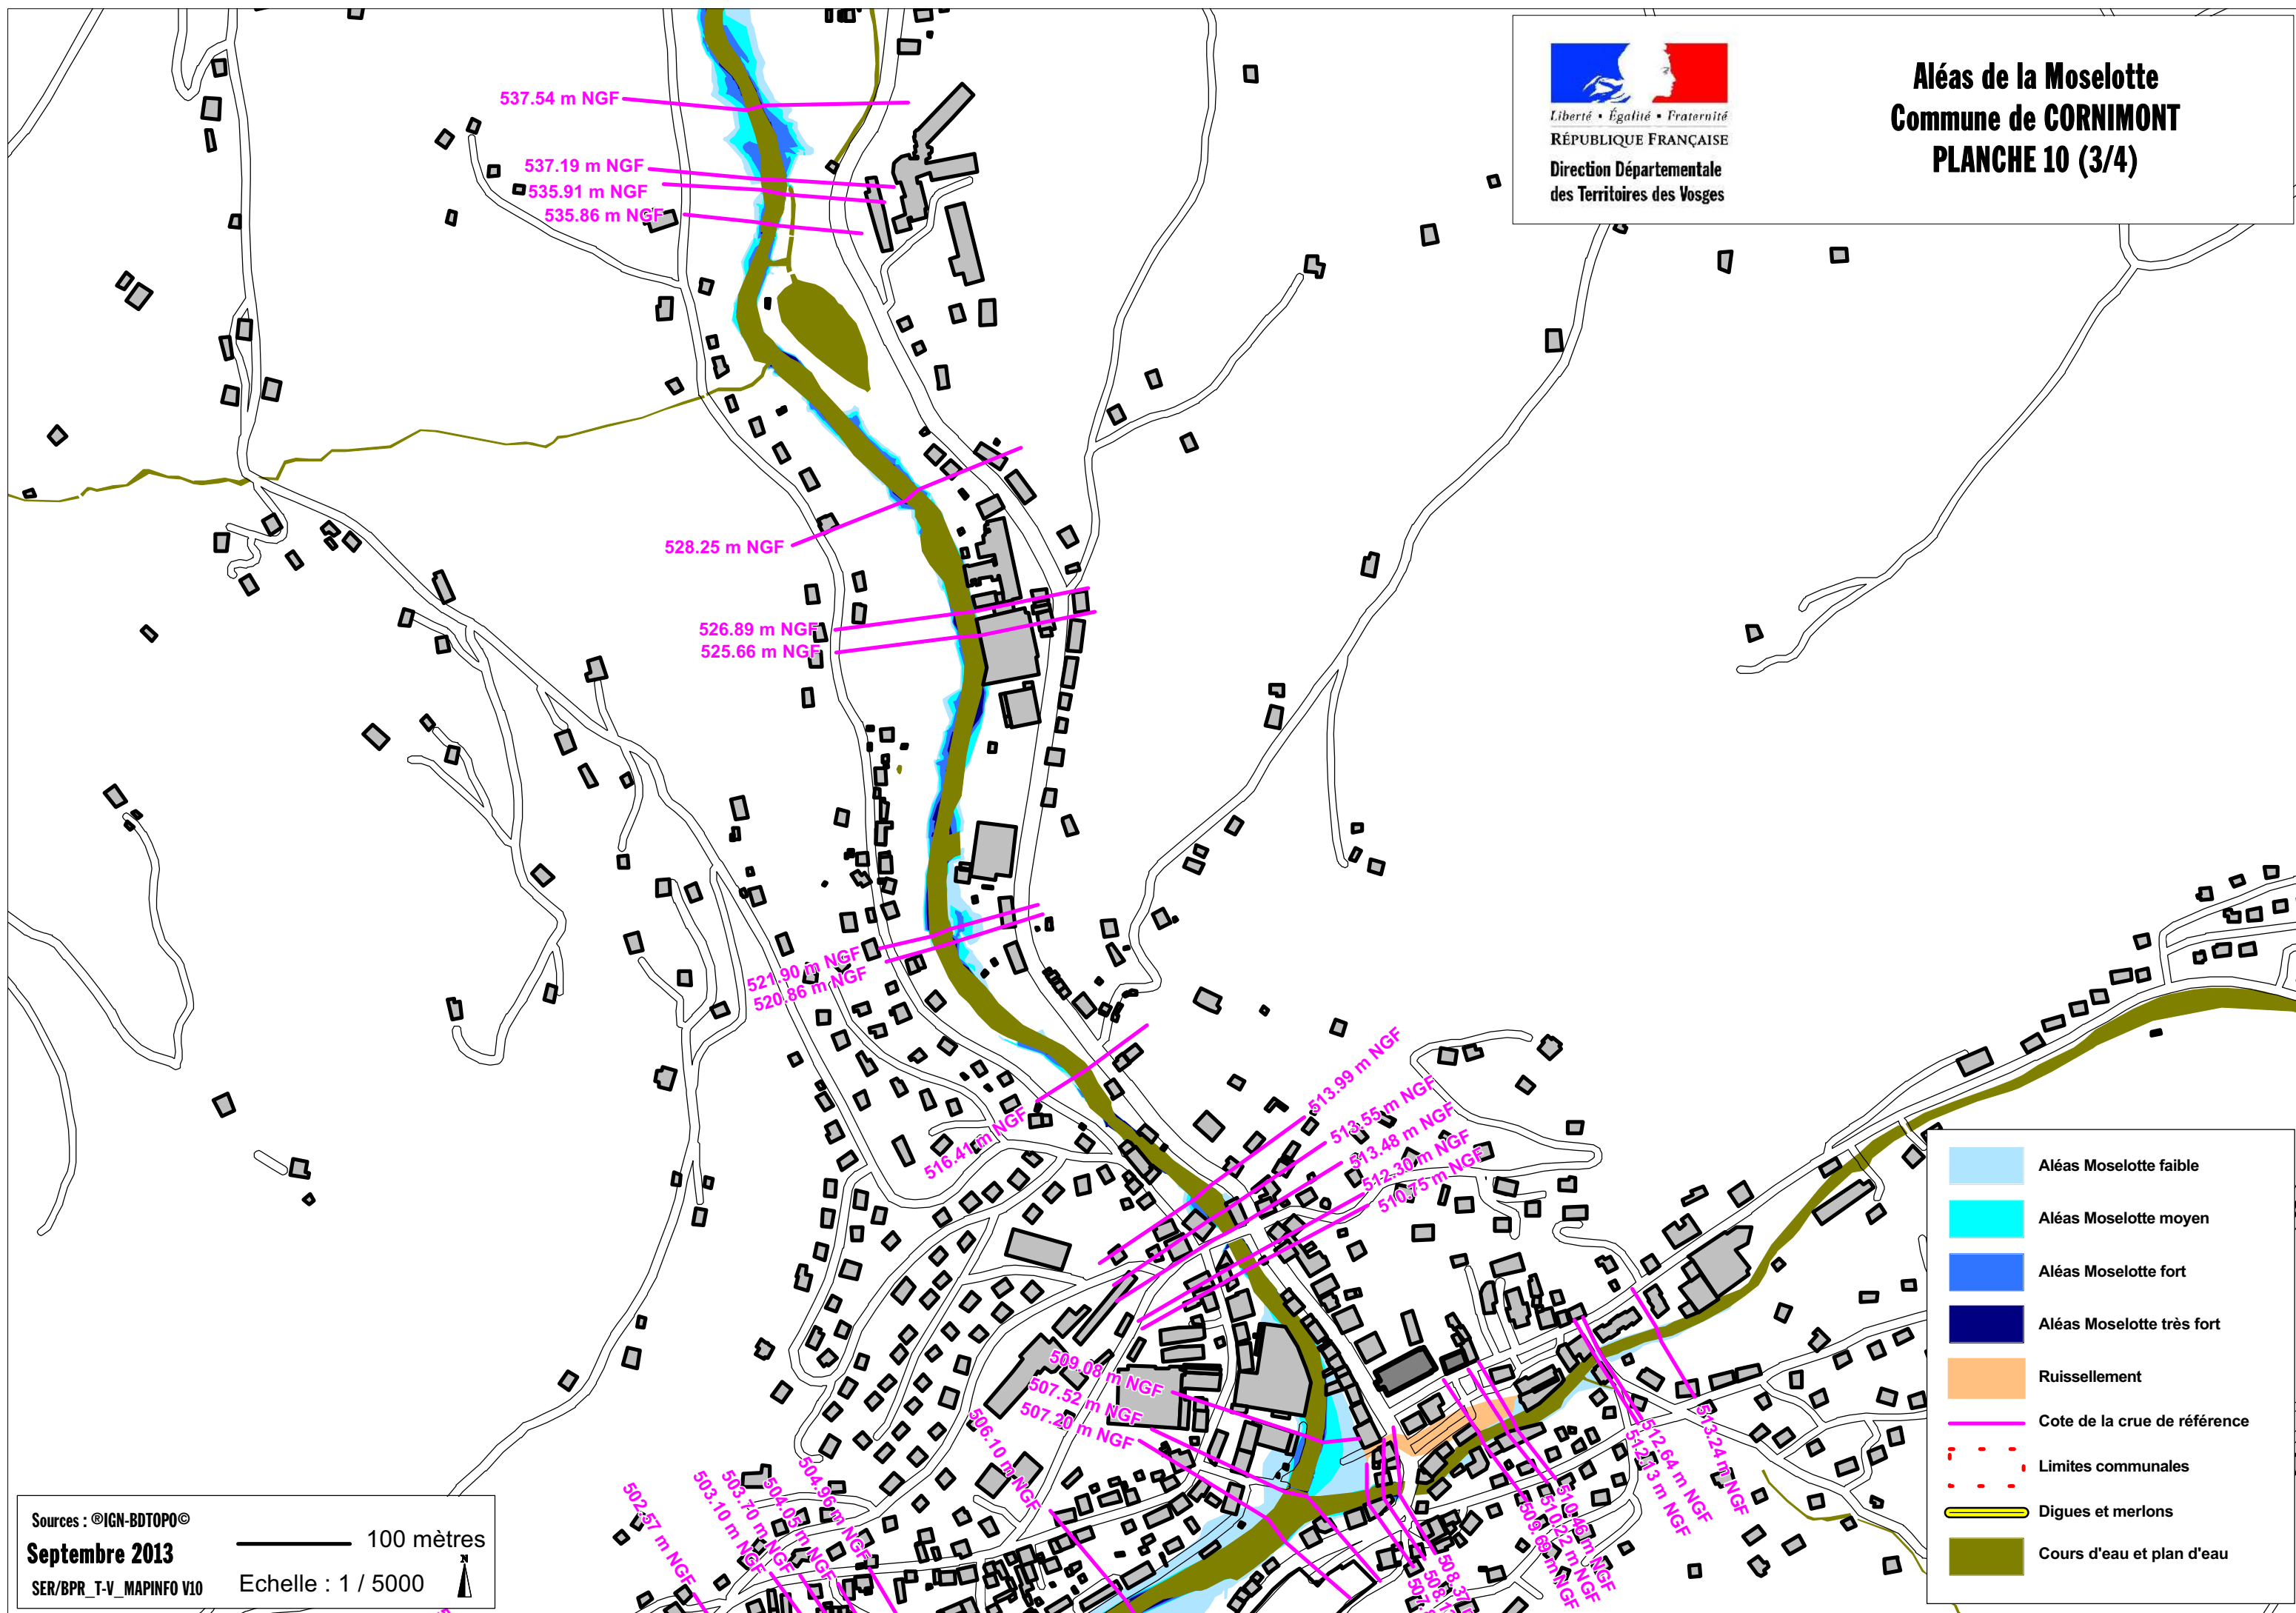 Liberté • Égalité • Fraternité
RÉPUBLIQUE FRANÇAISE
Direction Départementale
des Territoires des Vosges
Aléas de la Moselotte
Commune de CORNIMONT
PLANCHE 10 (3/4)
537.54 m NGF
537.19 m NGF
535.91 m NGF
535.86 m NGF
528.25 m NGF
526.89 m NGF
525.66 m NGF
521.90 m NGF
520.86 m NGF
516.41 m NGF
513.99 m NGF
513.55 m NGF
513.48 m NGF
512.30 m NGF
510.75 m NGF
509.08 m NGF
507.52 m NGF
507.20 m NGF
506.10 m NGF
504.96 m NGF
504.05 m NGF
503.70 m NGF
503.10 m NGF
502.57 m NGF
513.24 m NGF
512.64 m NGF
512.13 m NGF
510.46 m NGF
510.22 m NGF
509.69 m NGF
508.37
Aléas Moselotte faible
Aléas Moselotte moyen
Aléas Moselotte fort
Aléas Moselotte très fort
Ruissellement
Cote de la crue de référence
Limites communales
Digues et merlons
Cours d'eau et plan d'eau
Sources : ®IGN-BDTOPO©
Septembre 2013
SER/BPR_T-V_MAPINFO V10
100 mètres
Echelle : 1 / 5000
N